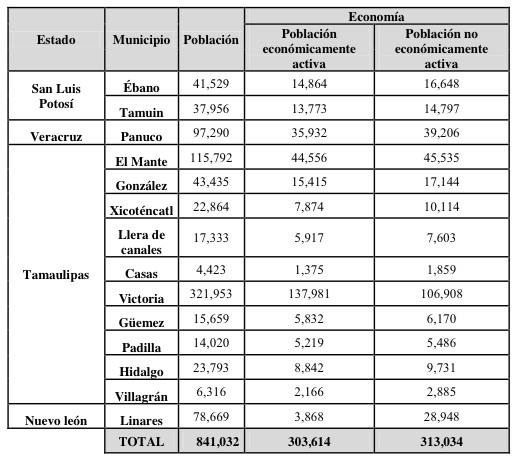 Estado Municipio Población Economía
Población económicamente activa Población no económicamente activa
San Luis Potosí Ébano 41,529 14,864 16,648
Tamuin 37,956 13,773 14,797
Veracruz Panuco 97,290 35,932 39,206
Tamaulipas El Mante 115,792 44,556 45,535
González 43,435 15,415 17,144
Xicoténcatl 22,864 7,874 10,114
Llera de canales 17,333 5,917 7,603
Casas 4,423 1,375 1,859
Victoria 321,953 137,981 106,908
Güemez 15,659 5,832 6,170
Padilla 14,020 5,219 5,486
Hidalgo 23,793 8,842 9,731
Villagrán 6,316 2,166 2,885
Nuevo león Linares 78,669 3,868 28,948
TOTAL 841,032 303,614 313,034